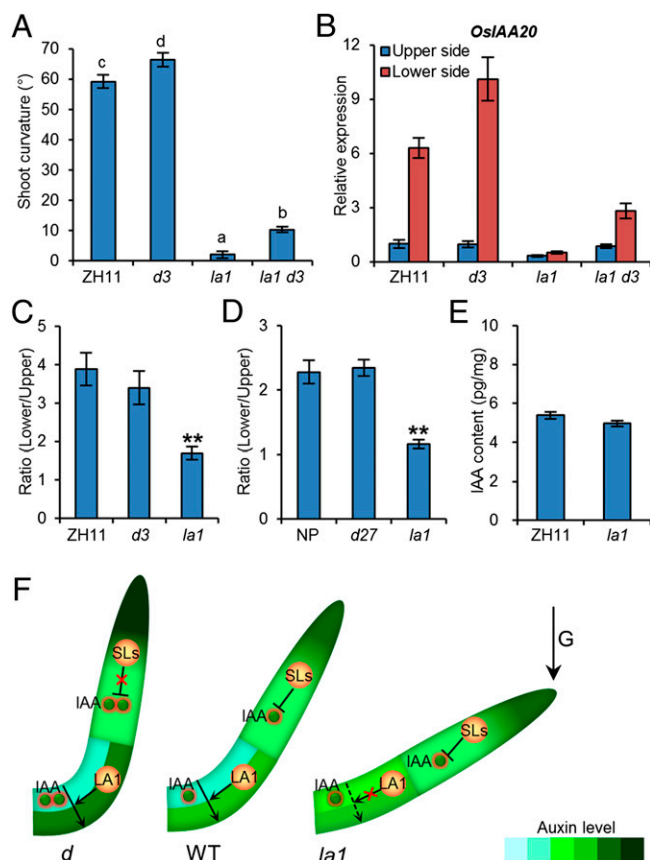 A
Shoot curvature (°)
70
60
50
40
30
20
10
0
c
d
a
b
ZH11
d3
la1
la1 d3
B
OsIAA20
Relative expression
12
9
6
3
0
Upper side
Lower side
ZH11
d3
la1
la1 d3
C
Ratio (Lower/Upper)
5
4
3
2
1
0
**
ZH11
d3
la1
D
Ratio (Lower/Upper)
3
2
1
0
**
NP
d27
la1
E
IAA content (pg/mg)
10
8
6
4
2
0
ZH11
la1
F
SLs
IAA
IAA
LA1
d
SLs
IAA
IAA
LA1
WT
G
SLs
IAA
IAA
LA1
la1
Auxin level